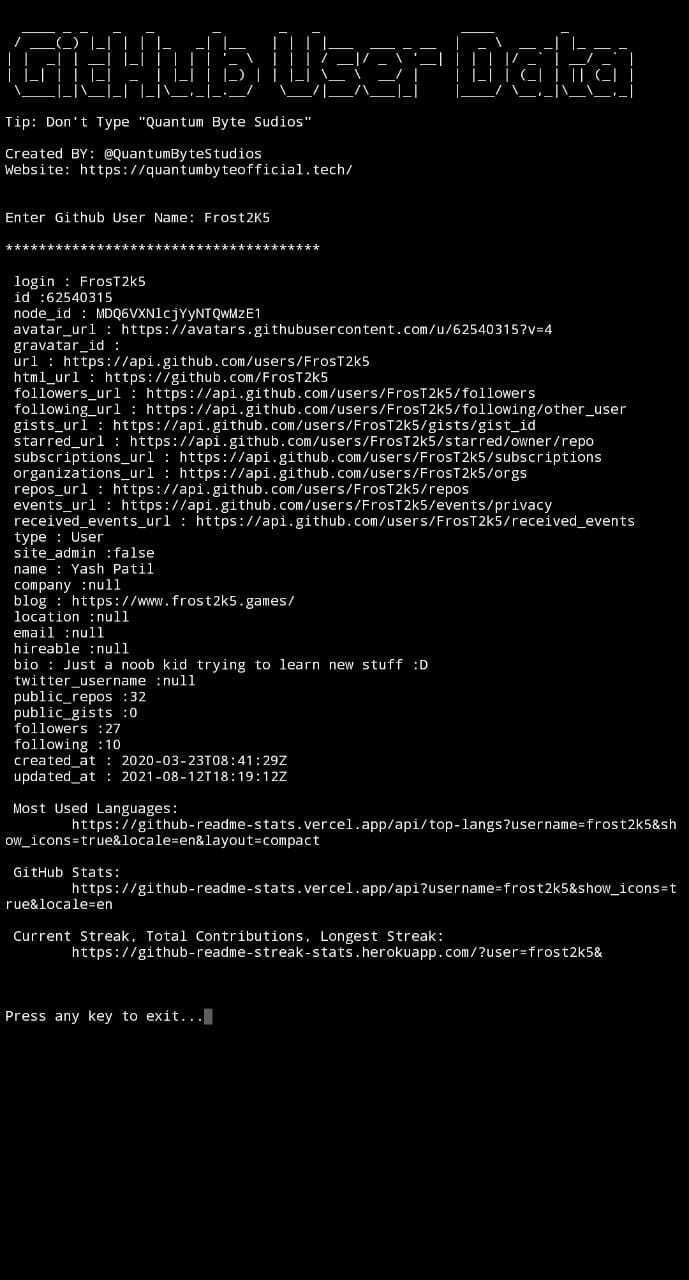 GitHub User Data
Tip: Don't Type "Quantum Byte Sudios"
Created BY: @QuantumByteStudios
Website: https://quantumbyteofficial.tech/
Enter Github User Name: Frost2K5
**************************************
login : FrosT2k5
id :62540315
node_id : MDQ6VXNlcjYyNTQwMzE1
avatar_url : https://avatars.githubusercontent.com/u/62540315?v=4
gravatar_id :
url : https://api.github.com/users/FrosT2k5
html_url : https://github.com/FrosT2k5
followers_url : https://api.github.com/users/FrosT2k5/followers
following_url : https://api.github.com/users/FrosT2k5/following/other_user
gists_url : https://api.github.com/users/FrosT2k5/gists/gist_id
starred_url : https://api.github.com/users/FrosT2k5/starred/owner/repo
subscriptions_url : https://api.github.com/users/FrosT2k5/subscriptions
organizations_url : https://api.github.com/users/FrosT2k5/orgs
repos_url : https://api.github.com/users/FrosT2k5/repos
events_url : https://api.github.com/users/FrosT2k5/events/privacy
received_events_url : https://api.github.com/users/FrosT2k5/received_events
type : User
site_admin :false
name : Yash Patil
company :null
blog : https://www.frost2k5.games/
location :null
email :null
hireable :null
bio : Just a noob kid trying to learn new stuff :D
twitter_username :null
public_repos :32
public_gists :0
followers :27
following :10
created_at : 2020-03-23T08:41:29Z
updated_at : 2021-08-12T18:19:12Z
Most Used Languages:
https://github-readme-stats.vercel.app/api/top-langs?username=frost2k5&sh
ow_icons=true&locale=en&layout=compact
GitHub Stats:
https://github-readme-stats.vercel.app/api?username=frost2k5&show_icons=t
rue&locale=en
Current Streak, Total Contributions, Longest Streak:
https://github-readme-streak-stats.herokuapp.com/?user=frost2k5&
Press any key to exit...